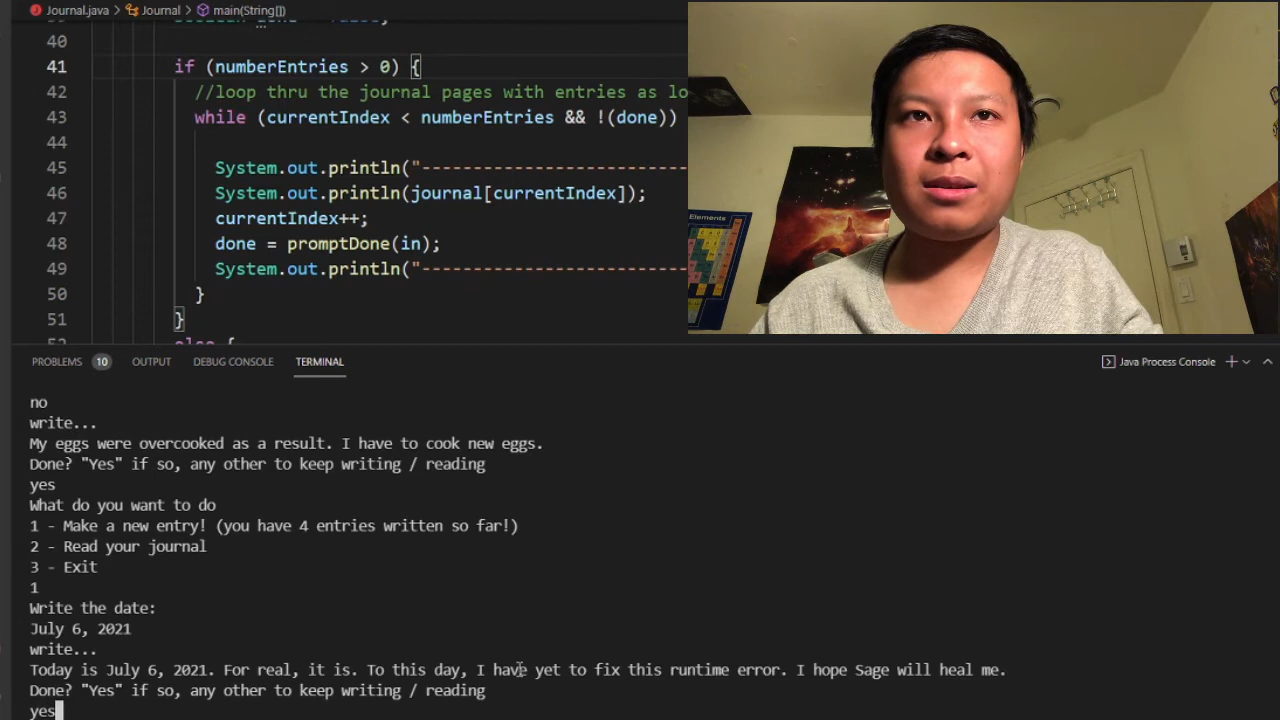 Journal.java > Journal > main(String[])
40
41 if (numberEntries > 0) {
42 //loop thru the journal pages with entries as lo
43 while (currentIndex < numberEntries && !(done))
44
45 System.out.println("--------------------------------
46 System.out.println(journal[currentIndex]);
47 currentIndex++;
48 done = promptDone(in);
49 System.out.println("--------------------------------
50 }
51 }
else {
Elements
PROBLEMS 10 OUTPUT DEBUG CONSOLE TERMINAL Java Process Console
no
write...
My eggs were overcooked as a result. I have to cook new eggs.
Done? "Yes" if so, any other to keep writing / reading
yes
What do you want to do
1 - Make a new entry! (you have 4 entries written so far!)
2 - Read your journal
3 - Exit
1
Write the date:
July 6, 2021
write...
Today is July 6, 2021. For real, it is. To this day, I have yet to fix this runtime error. I hope Sage will heal me.
Done? "Yes" if so, any other to keep writing / reading
yes